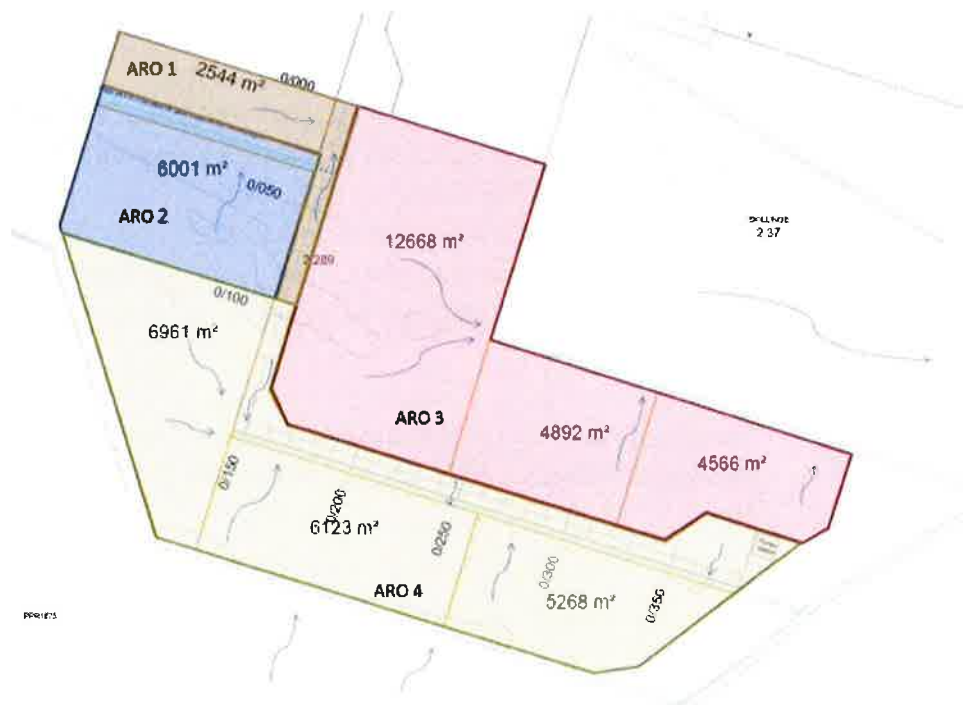 ARO 1
2544 m²
0/000
6001 m²
0/050
ARO 2
2 37
12668 m²
0/100
6961 m²
ARO 3
4892 m²
4566 m²
0/150
0/200
6123 m²
0/250
0/300
ARO 4
5268 m²
0/350